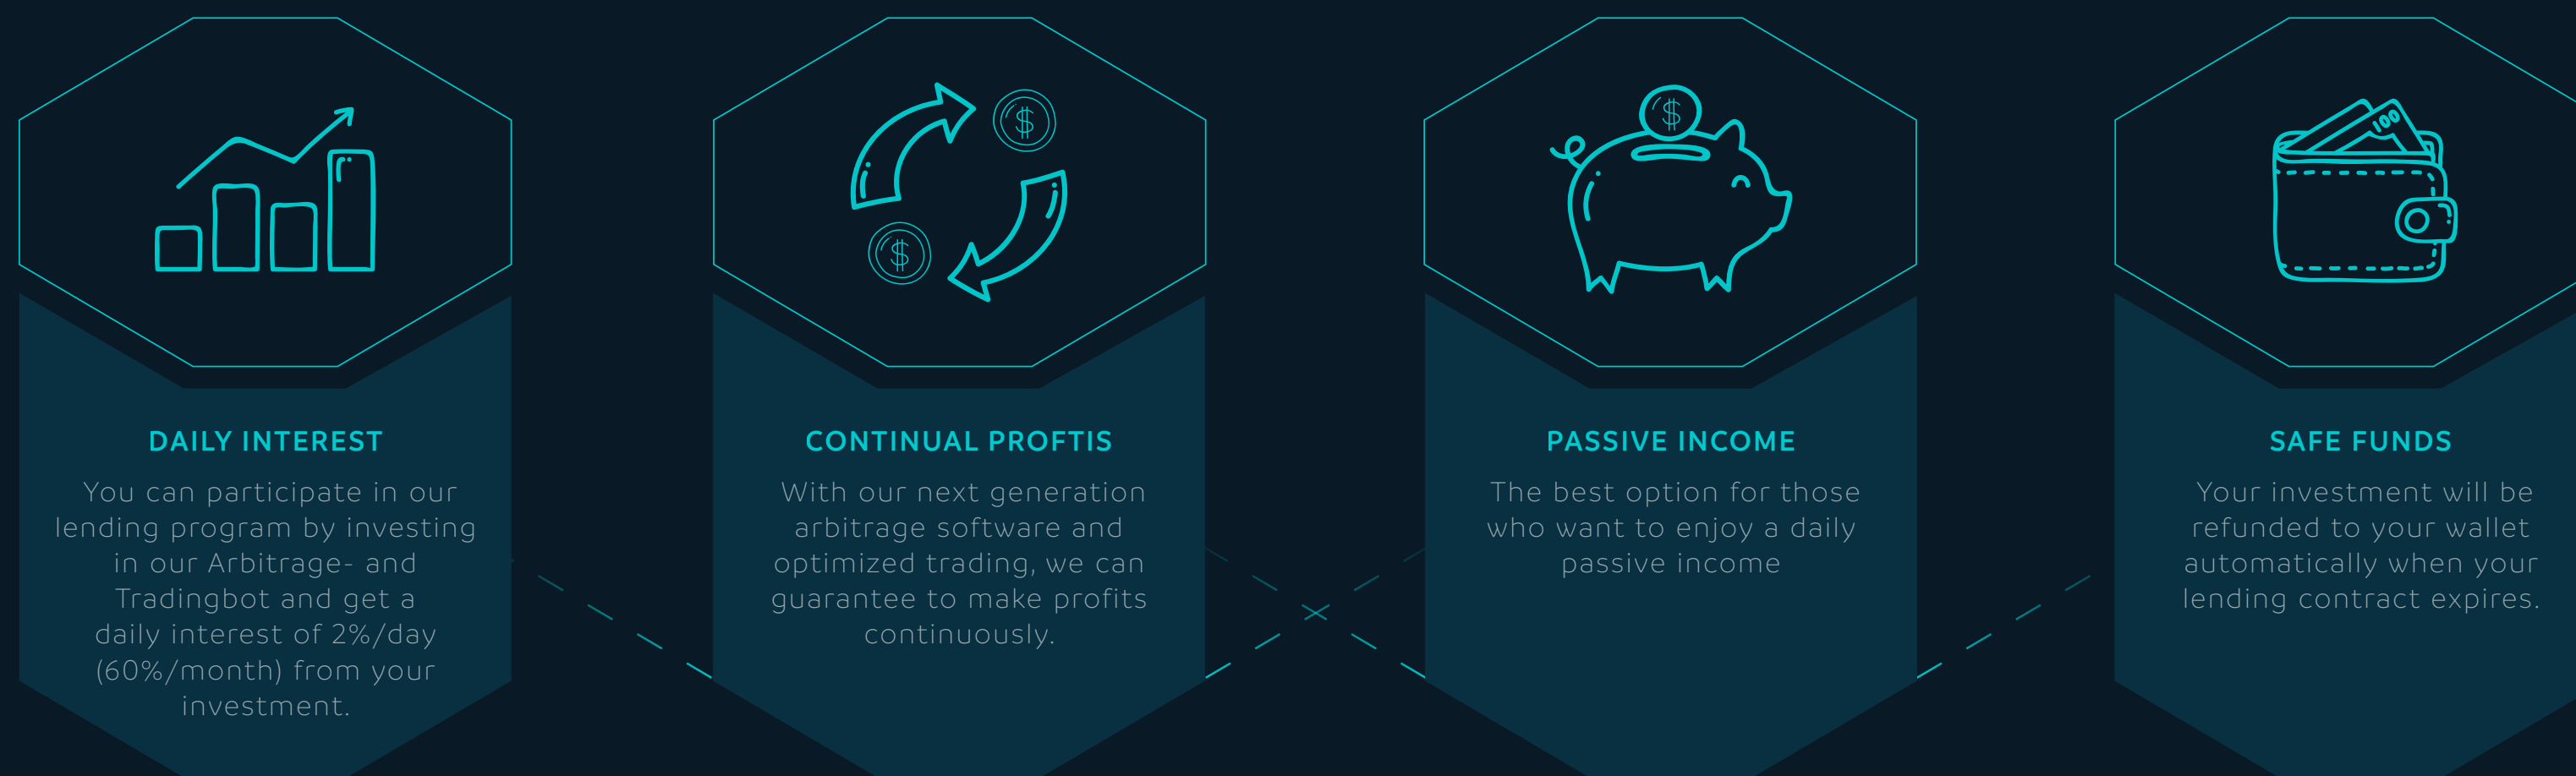 DAILY INTEREST
You can participate in our
lending program by investing
in our Arbitrage- and
Tradingbot and get a
daily interest of 2%/day
(60%/month) from your
investment.
$
$
CONTINUAL PROFTIS
With our next generation
arbitrage software and
optimized trading, we can
guarantee to make profits
continuously.
$
PASSIVE INCOME
The best option for those
who want to enjoy a daily
passive income
100
SAFE FUNDS
Your investment will be
refunded to your wallet
automatically when your
lending contract expires.